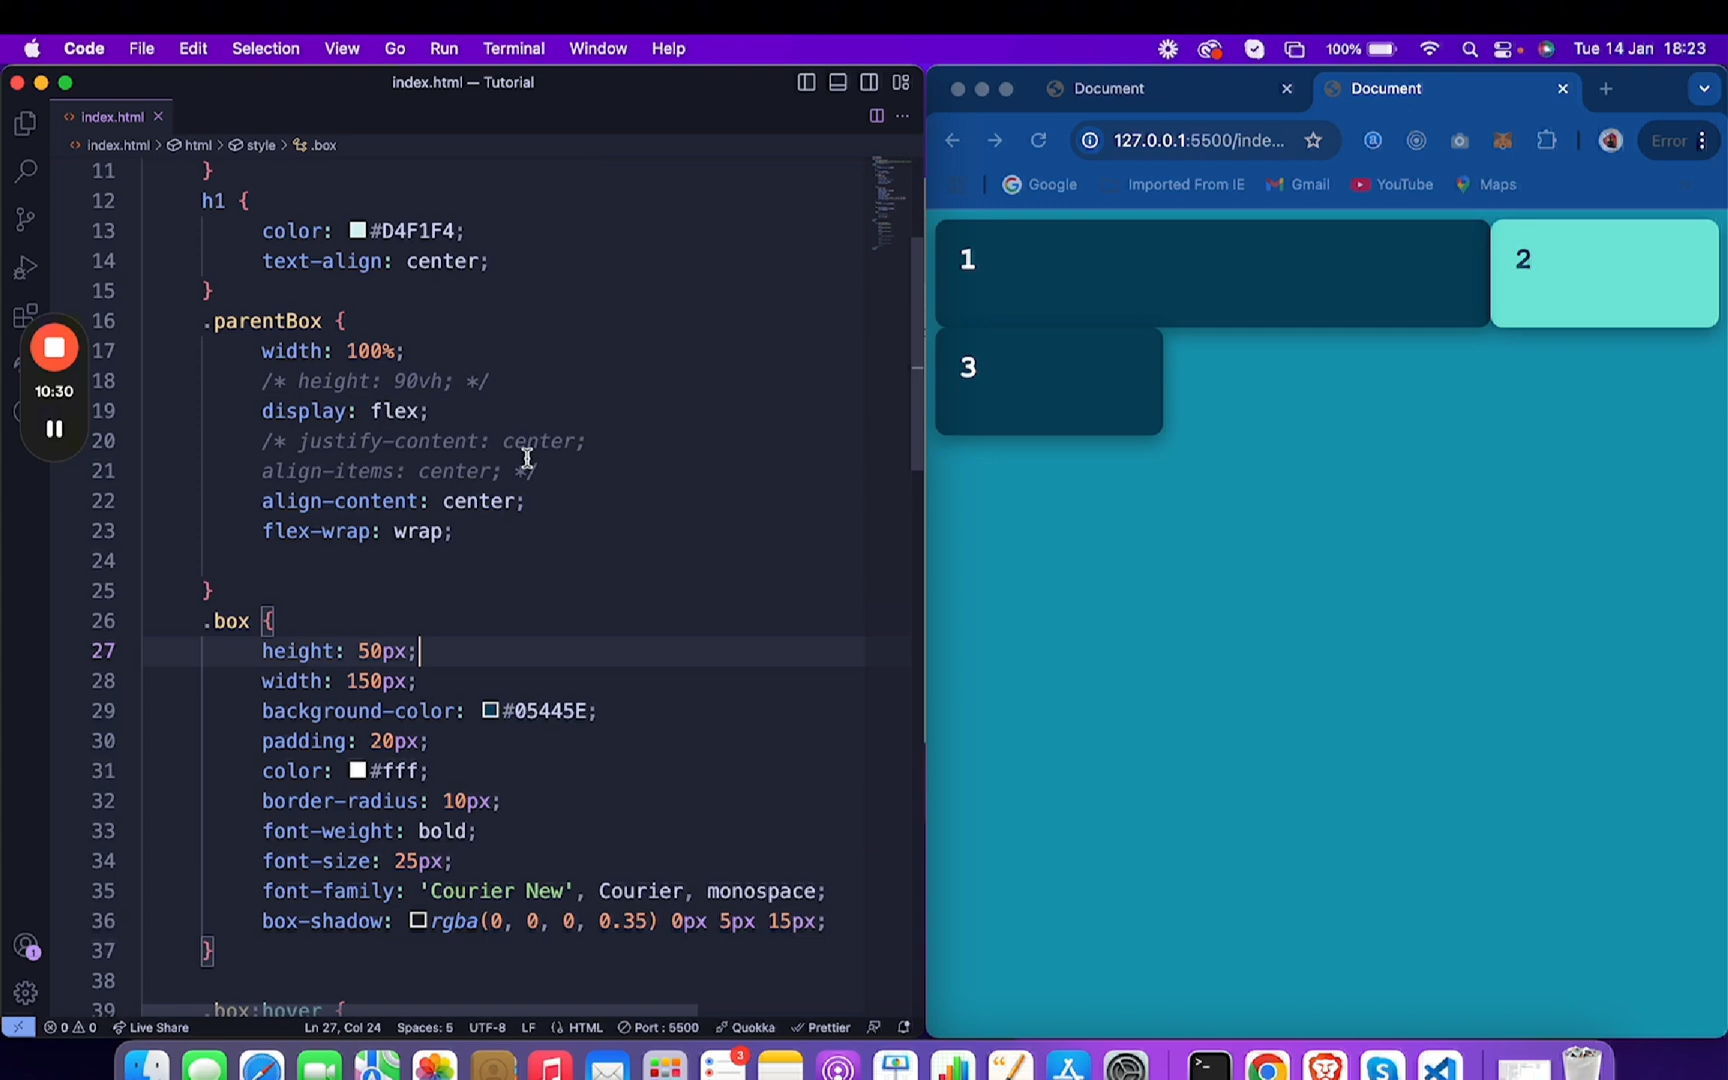 Code File Edit Selection View Go Run Terminal Window Help 100% Tue 14 Jan 18:23
index.html — Tutorial
index.html
index.html > html > style > .box
11 }
12 h1 {
13 color: #D4F1F4;
14 text-align: center;
15 }
16 .parentBox {
17 width: 100%;
18 /* height: 90vh; */
19 display: flex;
20 /* justify-content: center;
21 align-items: center; */
22 align-content: center;
23 flex-wrap: wrap;
24
25 }
26 .box {
27 height: 50px;
28 width: 150px;
29 background-color: #05445E;
30 padding: 20px;
31 color: #fff;
32 border-radius: 10px;
33 font-weight: bold;
34 font-size: 25px;
35 font-family: 'Courier New', Courier, monospace;
36 box-shadow: rgba(0, 0, 0, 0.35) 0px 5px 15px;
37 }
38
39 .box:hover {
10:30
1
0 0 Live Share Ln 27, Col 24 Spaces: 5 UTF-8 LF HTML Port : 5500 Quokka Prettier
Document Document
127.0.0.1:5500/inde... Error
Google Imported From IE Gmail YouTube Maps
1 2
3
3